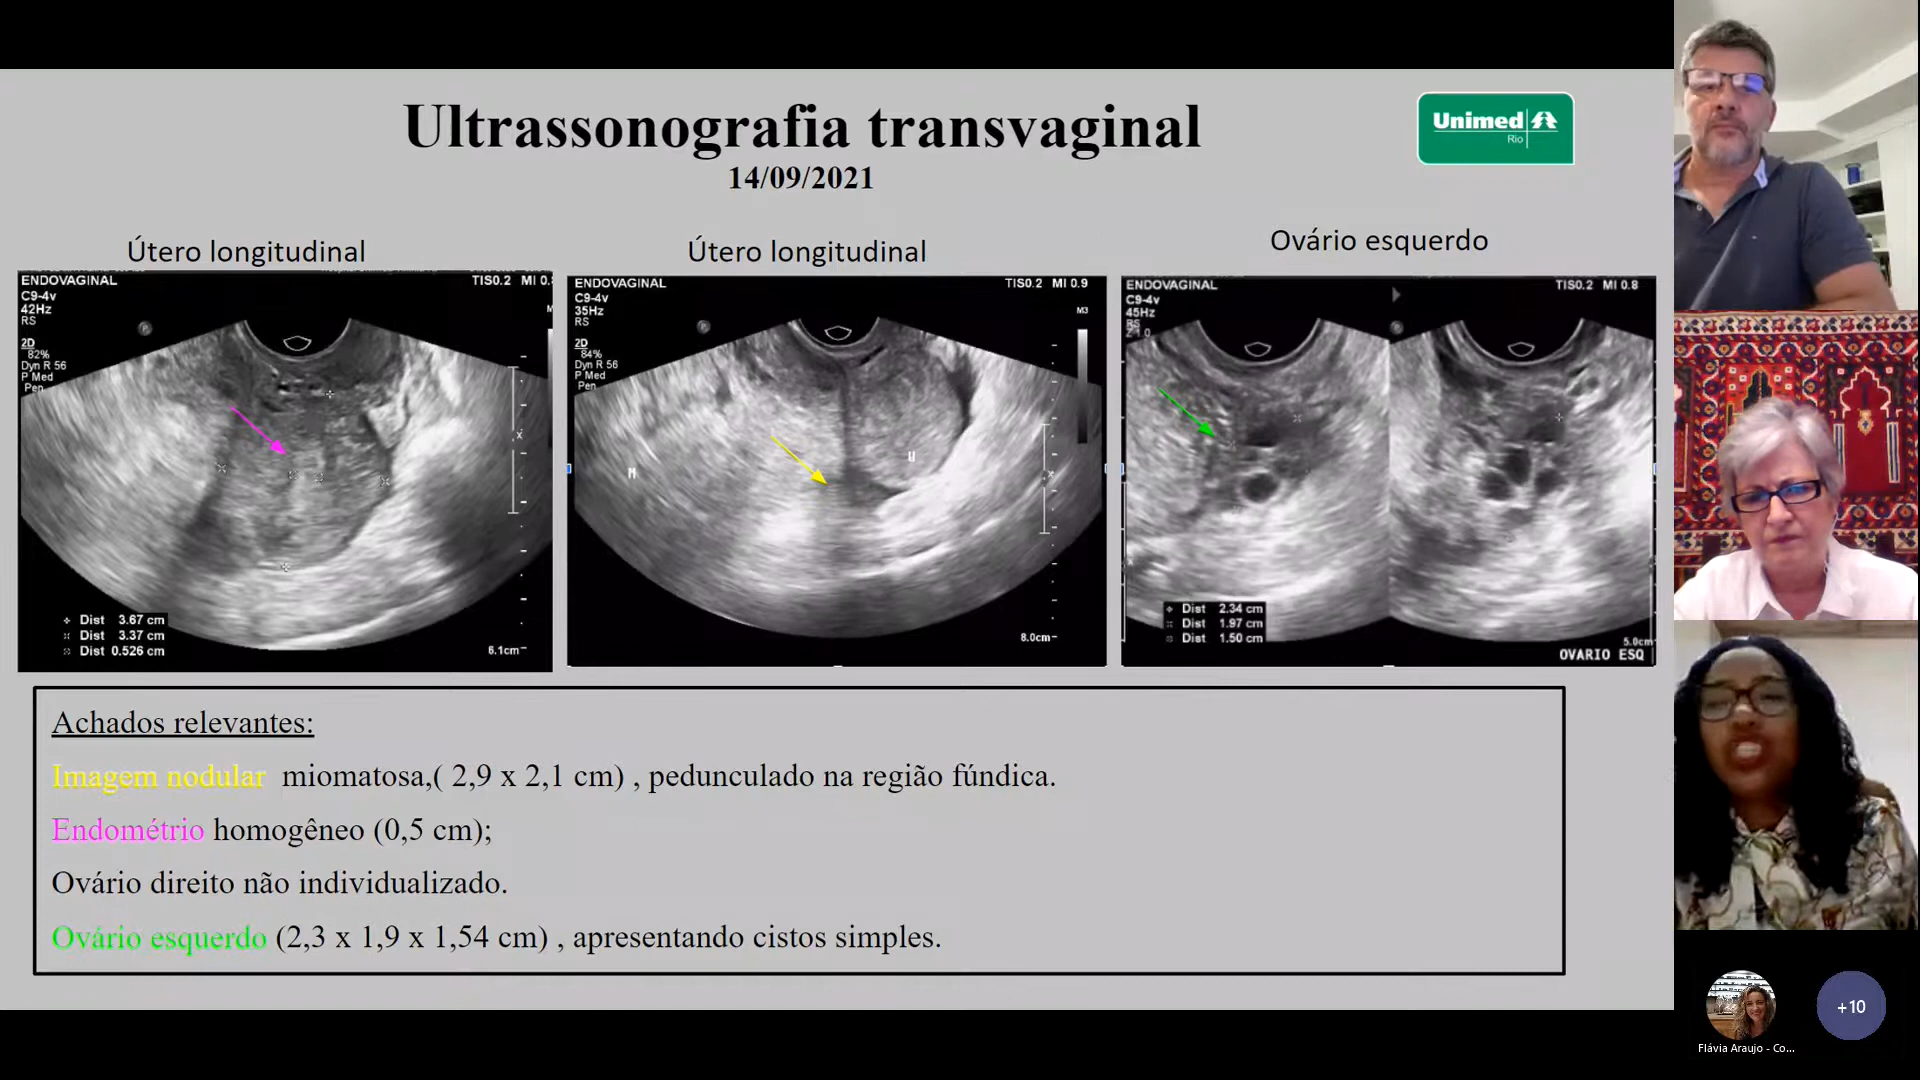 Ultrassonografia transvaginal
14/09/2021
Unimed
Rio
Útero longitudinal
Útero longitudinal
Ovário esquerdo
ENDOVAGINAL
TIS0.2 MI 0.
C9-4v
42Hz
RS
2D
82%
Dyn R 56
P Med
Pen
Dist 3.67 cm
Dist 3.37 cm
Dist 0.526 cm
6.1cm
ENDOVAGINAL
TIS0.2 MI 0.9
C9-4v
35Hz
RS
M3
2D
84%
Dyn R 56
P Med
Pen
M
U
8.0cm
ENDOVAGINAL
TIS0.2 MI 0.8
C9-4v
45Hz
RS
Dist 2.34 cm
Dist 1.97 cm
Dist 1.50 cm
5.0cm
OVARIO ESQ
Achados relevantes:
Imagem nodular miomatosa,( 2,9 x 2,1 cm) , pedunculado na região fúndica.
Endométrio homogêneo (0,5 cm);
Ovário direito não individualizado.
Ovário esquerdo (2,3 x 1,9 x 1,54 cm) , apresentando cistos simples.
+10
Flávia Araujo - Co...